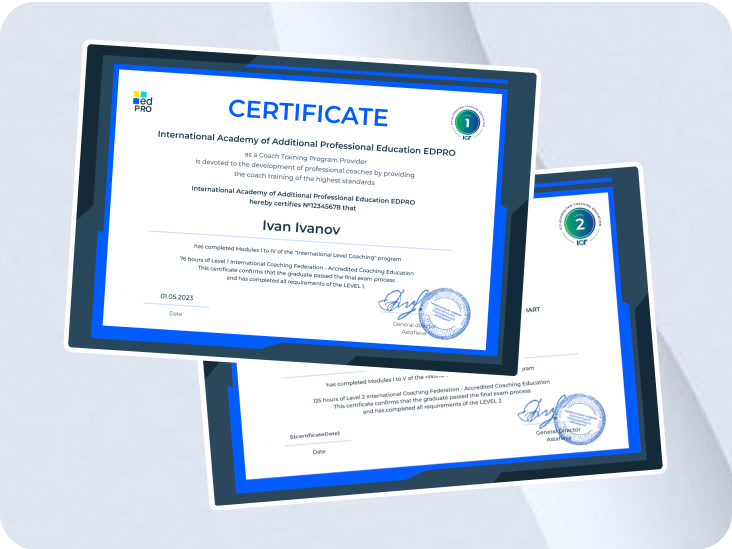 ed
PRO
CERTIFICATE
1
ICF
International Academy of Additional Professional Education EDPRO
as a Coach Training Program Provider
is devoted to the development of professional coaches by providing
the coach training of the highest standards
International Academy of Additional Professional Education EDPRO
hereby certifies №12345678 that
Ivan Ivanov
has completed Modules I to IV of the "International Level Coaching" program
76 hours of Level 1 International Coaching Federation - Accredited Coaching Education
This certificate confirms that the graduate passed the final exam process
and has completed all requirements of the LEVEL 1.
01.05.2023
Date
General director
Astafieva
2
ICF
has completed Modules I to V of the
125 hours of Level 2 International Coaching Federation - Accredited Coaching Education
This certificate confirms that the graduate passed the final exam process
and has completed all requirements of the LEVEL 2.
${certificateDate}
Date
General Director
Astafieva